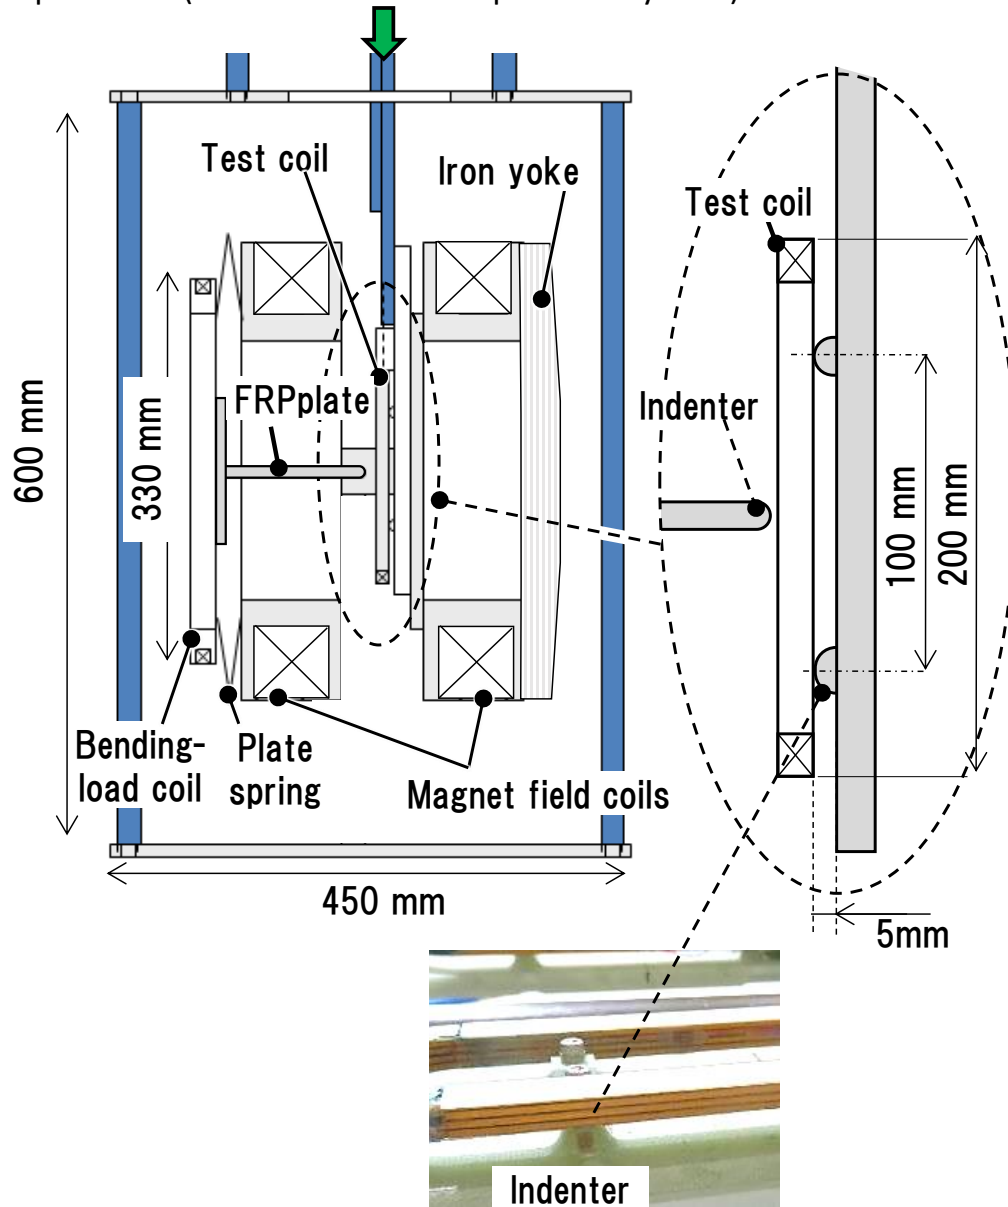 Test coil
Iron yoke
Test coil
FRPplate
Indenter
600 mm
330 mm
100 mm
200 mm
Bending-
load coil
Plate
spring
Magnet field coils
450 mm
5mm
Indenter